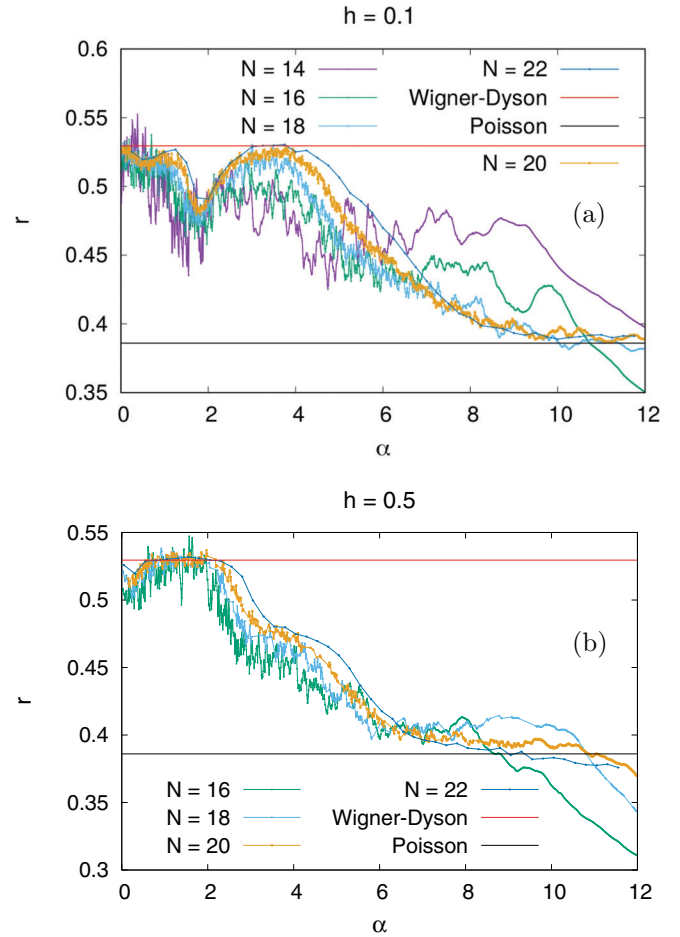 h = 0.1
0.6
0.55
0.5
0.45
0.4
0.35
r
N = 14
N = 16
N = 18
N = 22
Wigner-Dyson
Poisson
N = 20
(a)
0 2 4 6 8 10 12
α
h = 0.5
0.55
0.5
0.45
0.4
0.35
0.3
r
(b)
N = 16
N = 18
N = 20
N = 22
Wigner-Dyson
Poisson
0 2 4 6 8 10 12
α